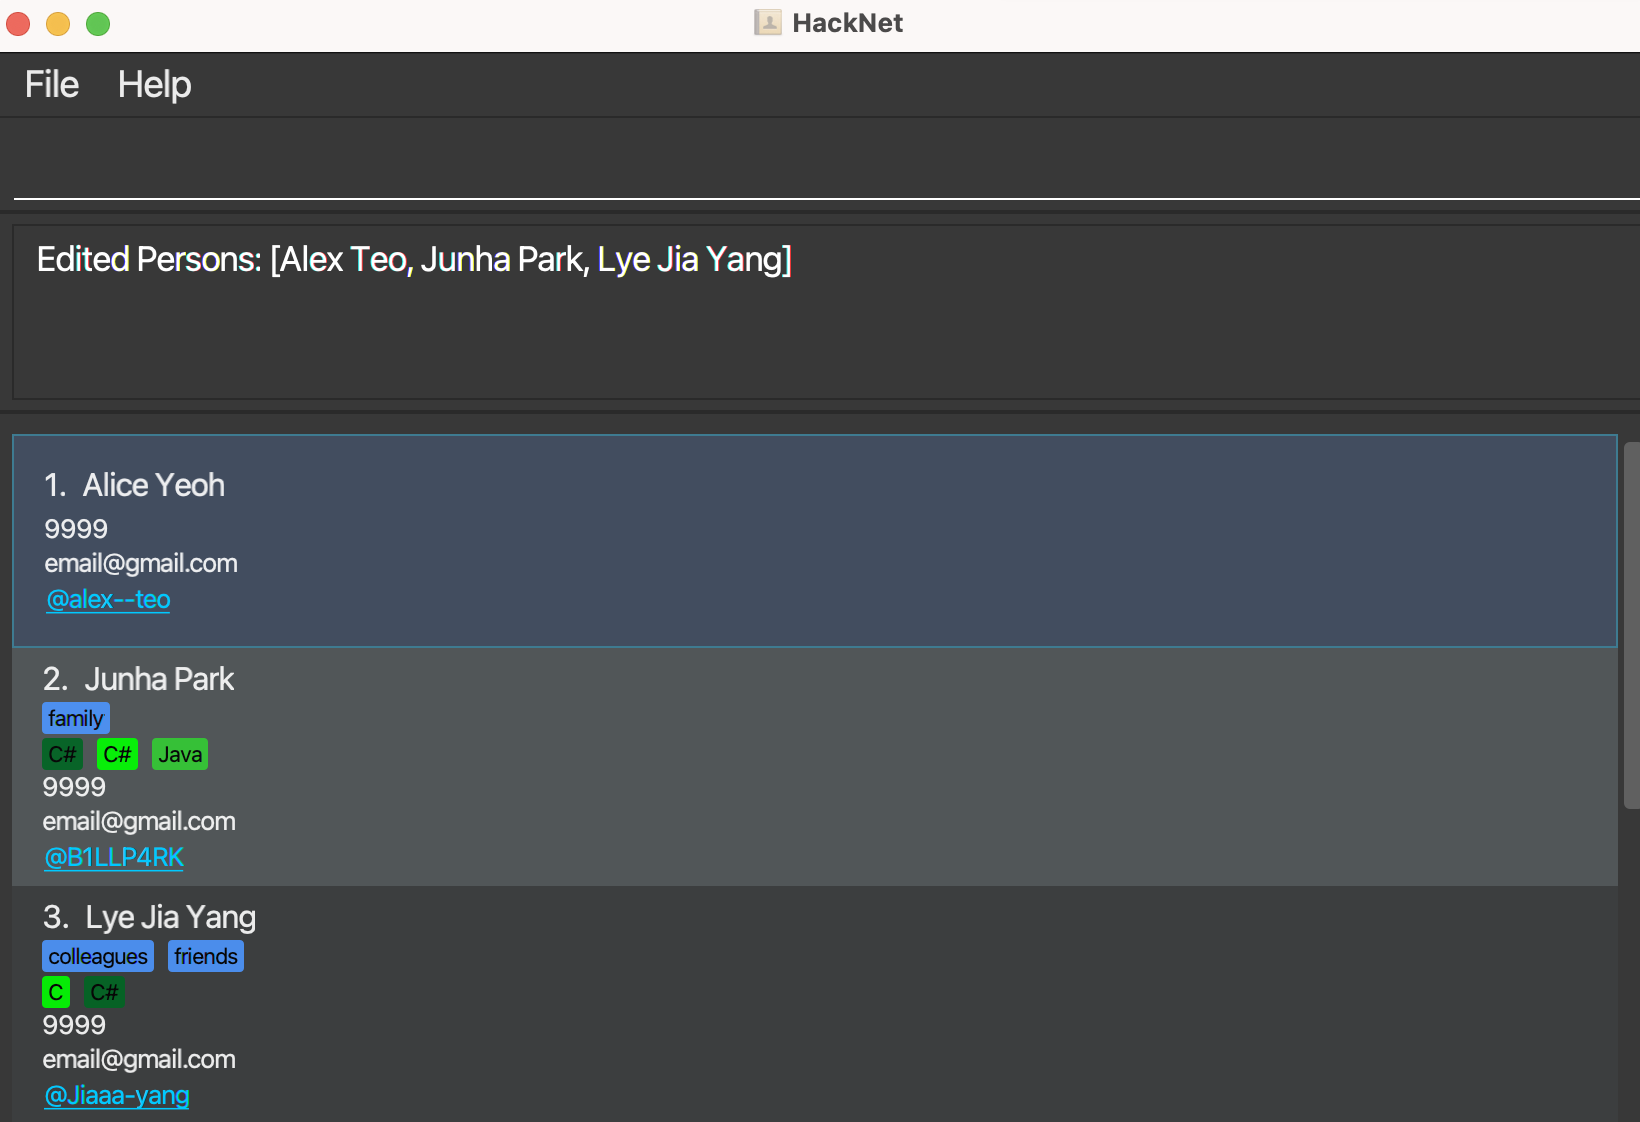 HackNet
File Help
Edited Persons: [Alex Teo, Junha Park, Lye Jia Yang]
1. Alice Yeoh
9999
email@gmail.com
@alex--teo
2. Junha Park
family
C# C# Java
9999
email@gmail.com
@B1LLP4RK
3. Lye Jia Yang
colleagues friends
C C#
9999
email@gmail.com
@Jiaaa-yang